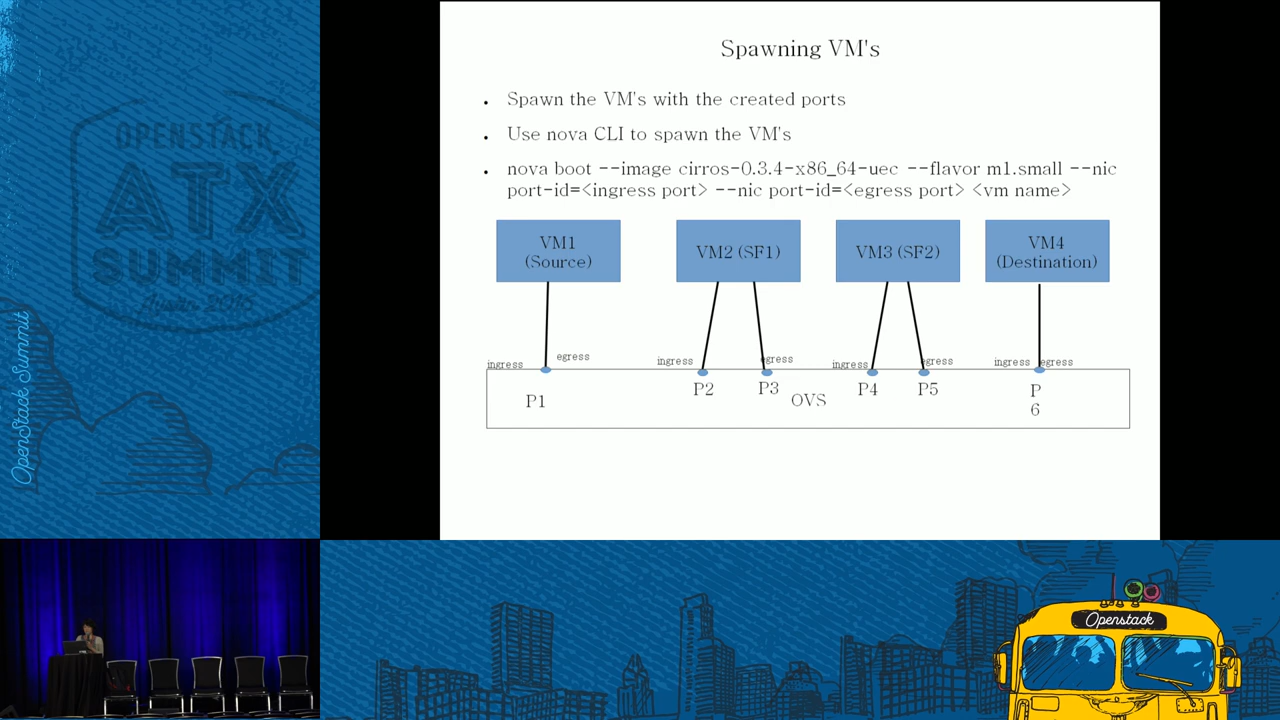 Spawning VM's
• Spawn the VM's with the created ports
• Use nova CLI to spawn the VM's
• nova boot --image cirros-0.3.4-x86_64-uec --flavor m1.small --nic
port-id=<ingress port> --nic port-id=<egress port> <vm name>
VM1
(Source)
VM2 (SF1)
VM3 (SF2)
VM4
(Destination)
ingress
egress
ingress
egress
ingress
egress
ingress
egress
P1
P2
P3
OVS
P4
P5
P
6
OPENSTACK
ATX
SUMMIT
Austin 2016
OpenStack Summit
Openstack